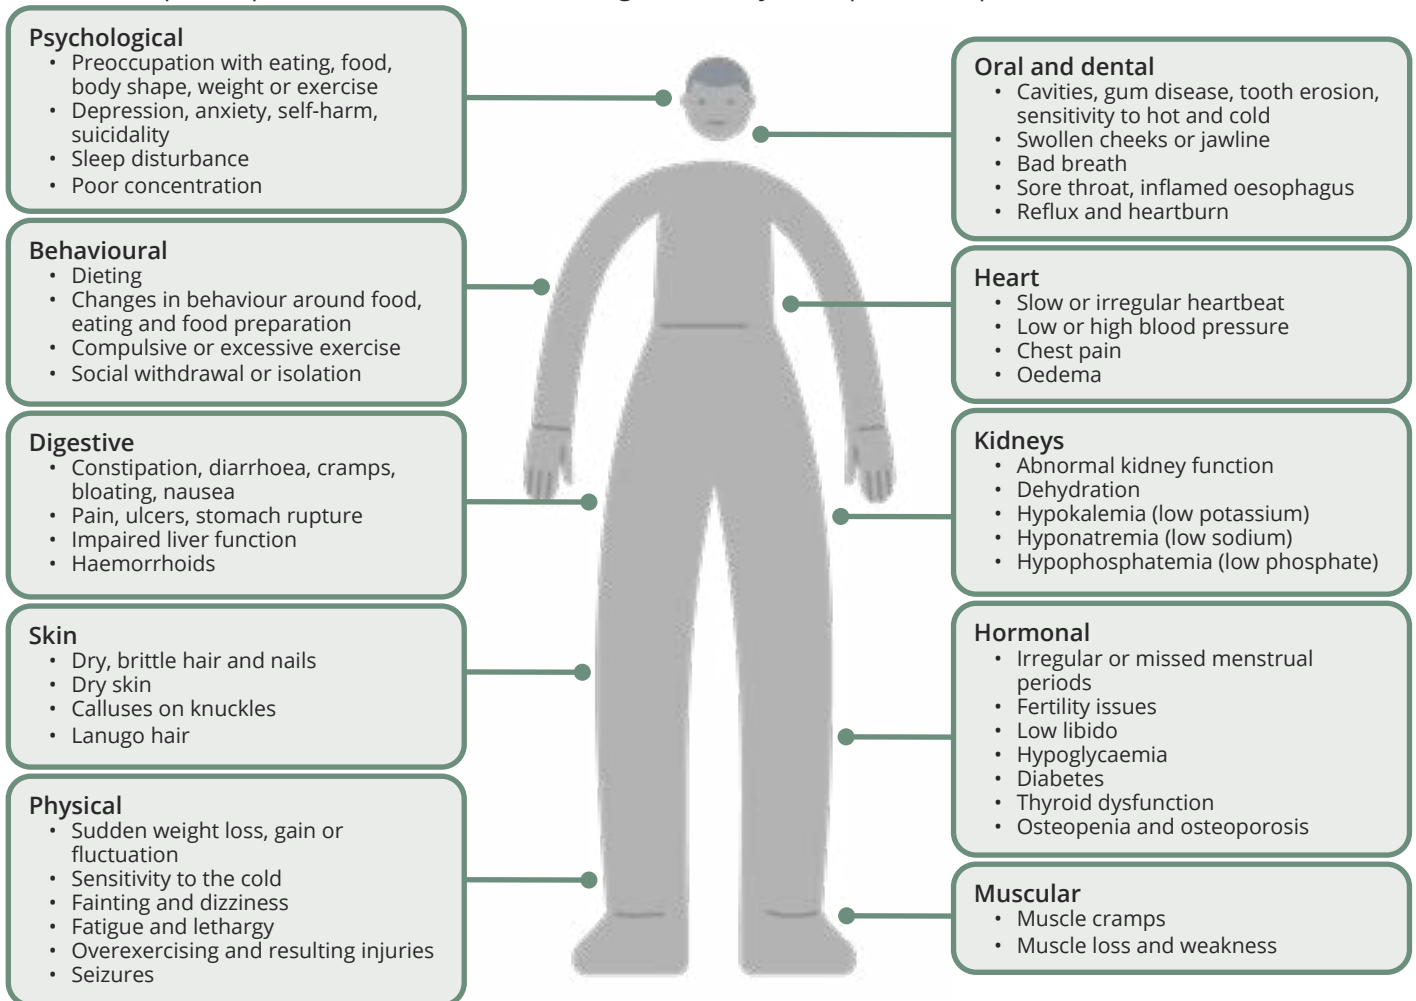 Psychological
• Preoccupation with eating, food,
body shape, weight or exercise
• Depression, anxiety, self-harm,
suicidality
• Sleep disturbance
• Poor concentration
Behavioural
• Dieting
• Changes in behaviour around food,
eating and food preparation
• Compulsive or excessive exercise
• Social withdrawal or isolation
Digestive
• Constipation, diarrhoea, cramps,
bloating, nausea
• Pain, ulcers, stomach rupture
• Impaired liver function
• Haemorrhoids
Skin
• Dry, brittle hair and nails
• Dry skin
• Calluses on knuckles
• Lanugo hair
Physical
• Sudden weight loss, gain or
fluctuation
• Sensitivity to the cold
• Fainting and dizziness
• Fatigue and lethargy
• Overexercising and resulting injuries
• Seizures
Oral and dental
• Cavities, gum disease, tooth erosion,
sensitivity to hot and cold
• Swollen cheeks or jawline
• Bad breath
• Sore throat, inflamed oesophagus
• Reflux and heartburn
Heart
• Slow or irregular heartbeat
• Low or high blood pressure
• Chest pain
• Oedema
Kidneys
• Abnormal kidney function
• Dehydration
• Hypokalemia (low potassium)
• Hyponatremia (low sodium)
• Hypophosphatemia (low phosphate)
Hormonal
• Irregular or missed menstrual
periods
• Fertility issues
• Low libido
• Hypoglycaemia
• Diabetes
• Thyroid dysfunction
• Osteopenia and osteoporosis
Muscular
• Muscle cramps
• Muscle loss and weakness